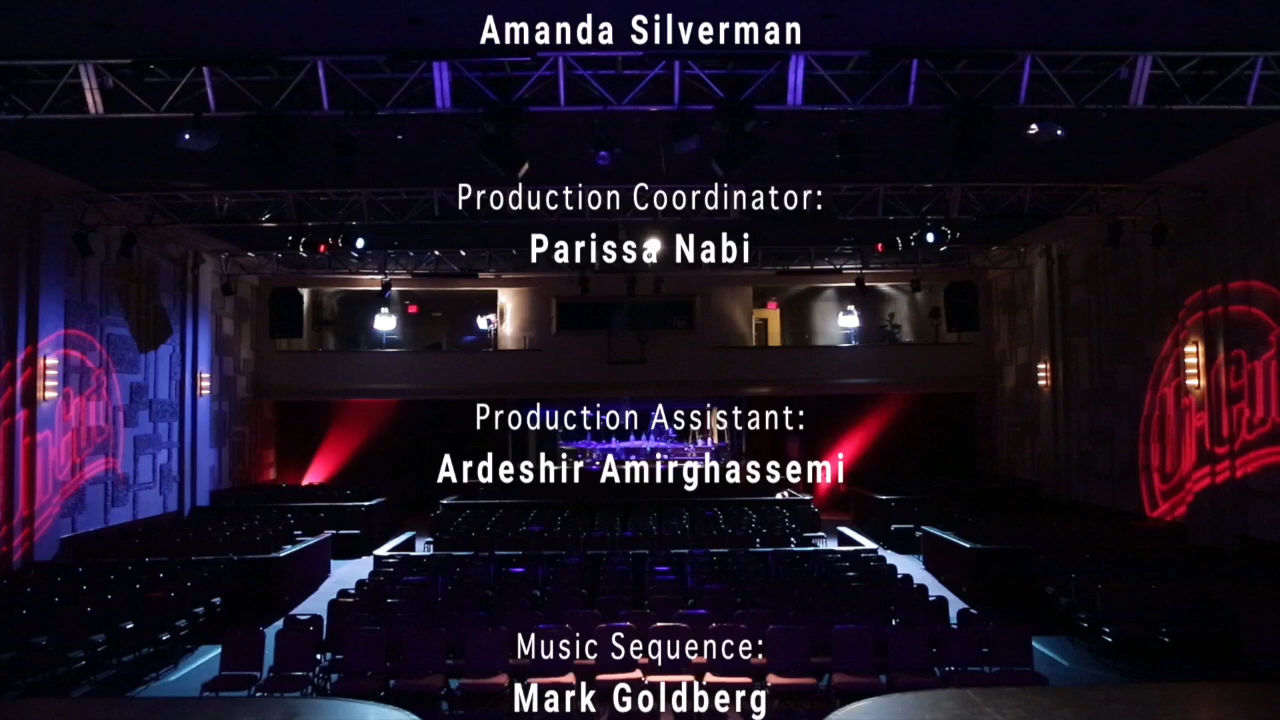 Amanda Silverman
Production Coordinator:
Parissa Nabi
Production Assistant:
Ardeshir Amirghassemi
Music Sequence:
Mark Goldberg